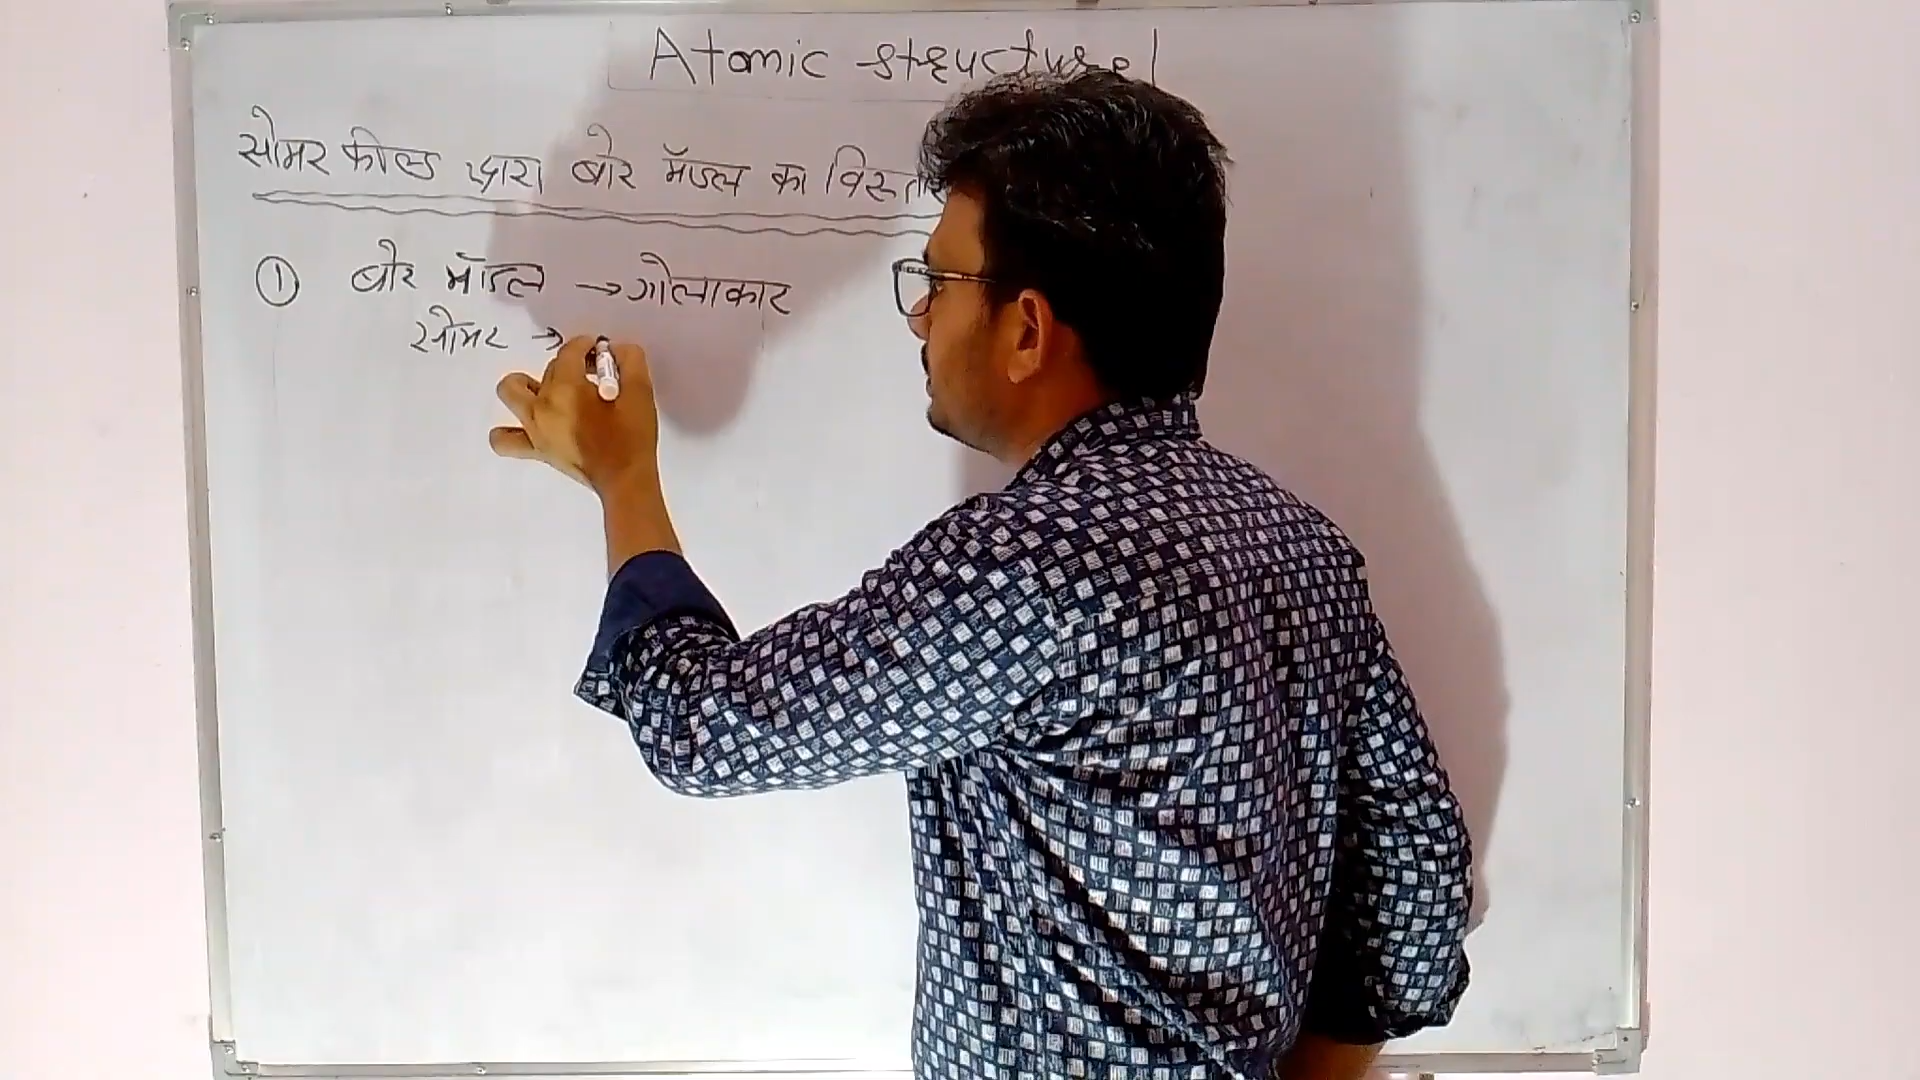 Atomic structure
सोमर फील्ड द्वारा बोर मॉडल का विस्तार
① बोर मॉडल → गोलाकार
सोमर →